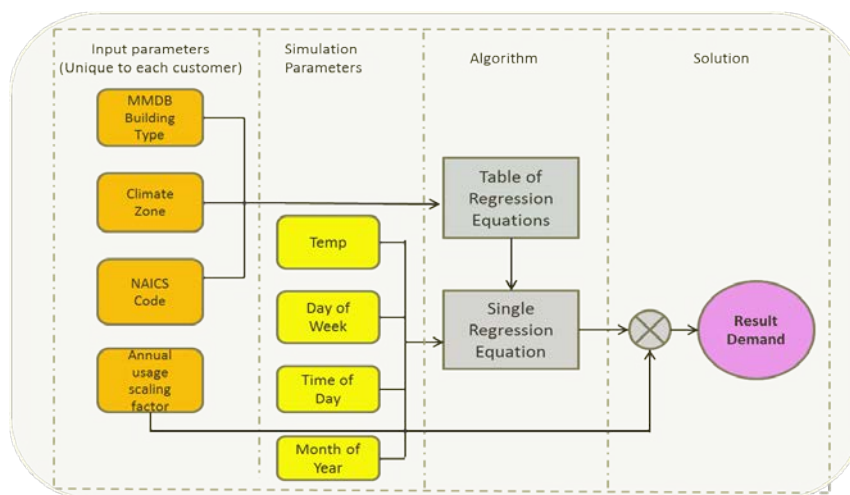 Input parameters
(Unique to each customer)
Simulation
Parameters
Algorithm
Solution
MMDB
Building
Type
Climate
Zone
NAICS
Code
Annual
usage
scaling
factor
Temp
Day of
Week
Time of
Day
Month of
Year
Table of
Regression
Equations
Single
Regression
Equation
Result
Demand